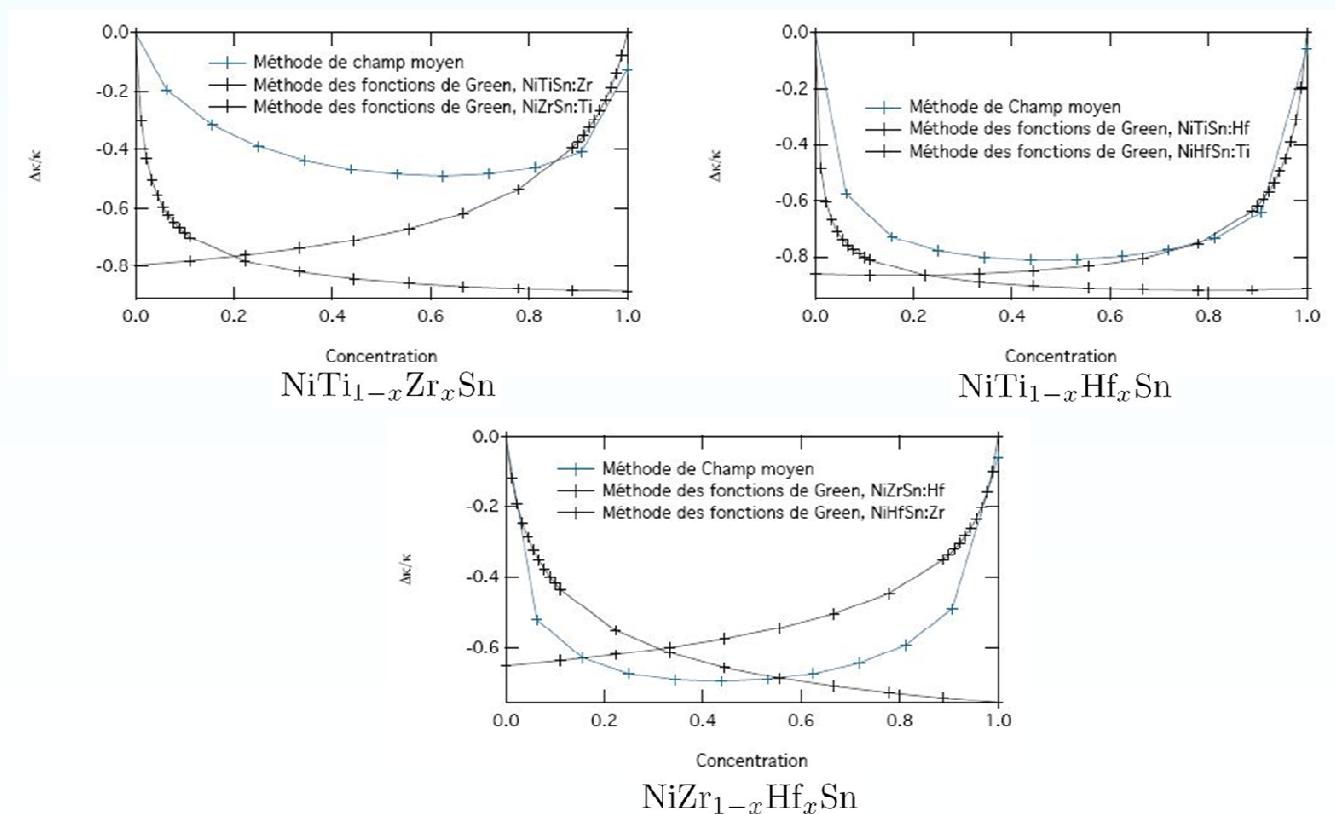 0.0
-0.2
-0.4
-0.6
-0.8
Δκ/κ
Méthode de champ moyen
Méthode des fonctions de Green, NiTiSn:Zr
Méthode des fonctions de Green, NiZrSn:Ti
0.0 0.2 0.4 0.6 0.8 1.0
Concentration
NiTi₁₋ₓZrₓSn
0.0
-0.2
-0.4
-0.6
-0.8
Δκ/κ
Méthode de Champ moyen
Méthode des fonctions de Green, NiTiSn:Hf
Méthode des fonctions de Green, NiHfSn:Ti
0.0 0.2 0.4 0.6 0.8 1.0
Concentration
NiTi₁₋ₓHfₓSn
0.0
-0.2
-0.4
-0.6
Δκ/κ
Méthode de Champ moyen
Méthode des fonctions de Green, NiZrSn:Hf
Méthode des fonctions de Green, NiHfSn:Zr
0.0 0.2 0.4 0.6 0.8 1.0
Concentration
NiZr₁₋ₓHfₓSn